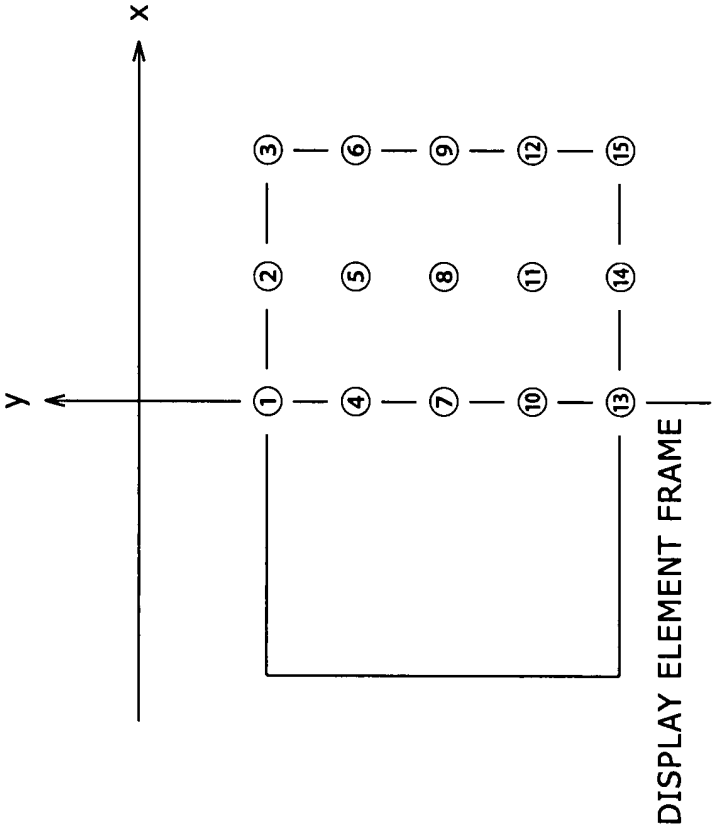 x
y
① ② ③
④ ⑤ ⑥
⑦ ⑧ ⑨
⑩ ⑪ ⑫
⑬ ⑭ ⑮
DISPLAY ELEMENT FRAME